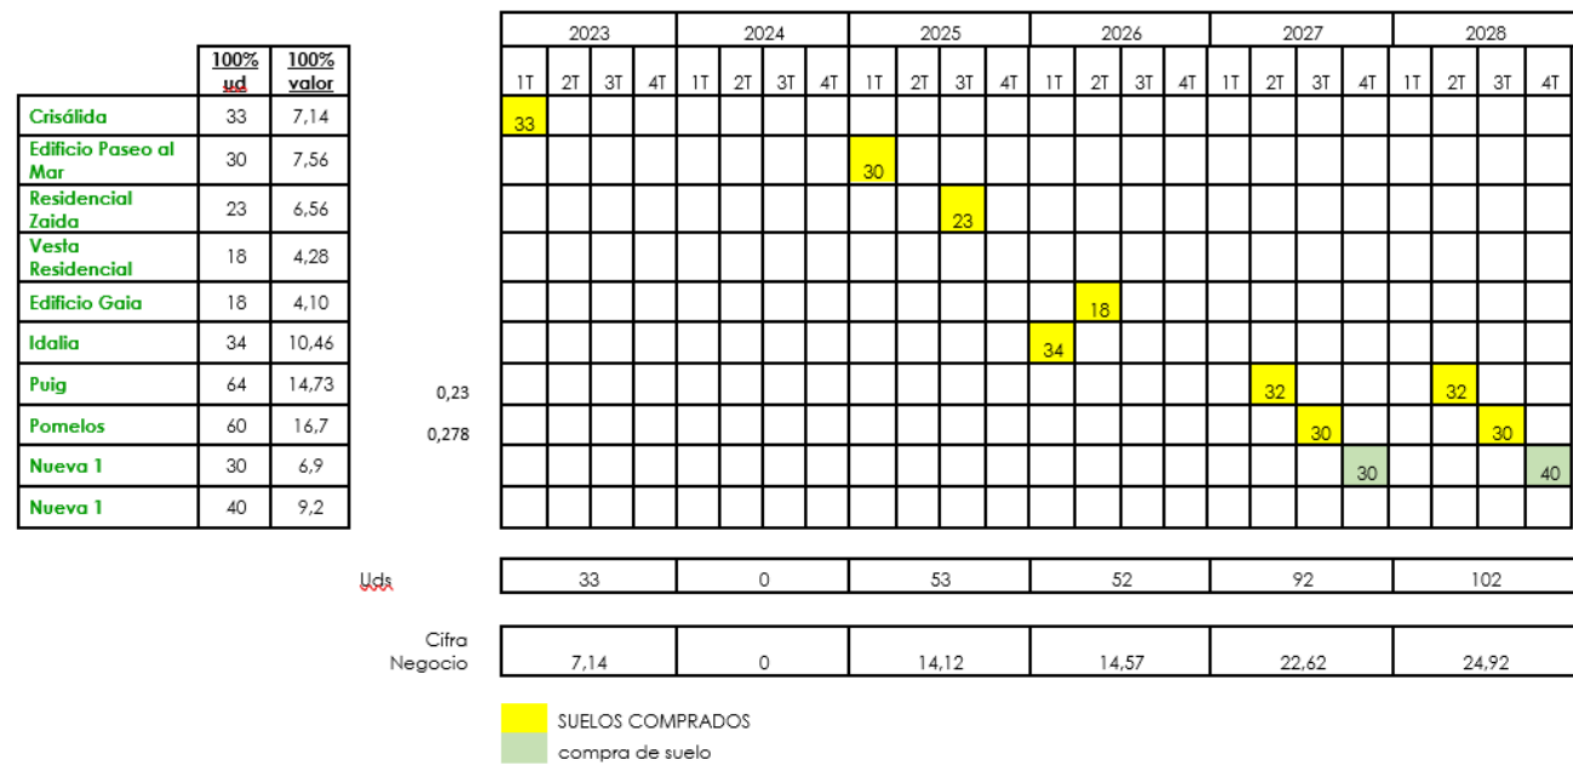 2023 2024 2025 2026 2027 2028
100% ud 100% valor 1T 2T 3T 4T 1T 2T 3T 4T 1T 2T 3T 4T 1T 2T 3T 4T 1T 2T 3T 4T 1T 2T 3T 4T
Crisálida 33 7,14 33
Edificio Paseo al Mar 30 7,56 30
Residencial Zaida 23 6,56 23
Vesta Residencial 18 4,28
Edificio Gaia 18 4,10 18
Idalia 34 10,46 34
Puig 64 14,73 0,23 32 32
Pomelos 60 16,7 0,278 30 30
Nueva 1 30 6,9 30 40
Nueva 1 40 9,2
Uds 33 0 53 52 92 102
Cifra Negocio 7,14 0 14,12 14,57 22,62 24,92
SUELOS COMPRADOS
compra de suelo